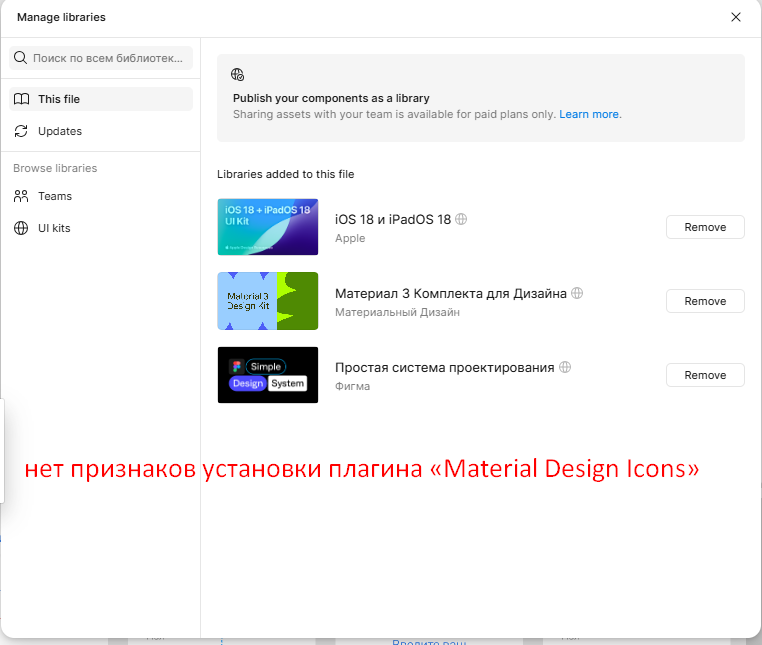 Manage libraries
Поиск по всем библиотек...
This file
Updates
Browse libraries
Teams
UI kits
Publish your components as a library
Sharing assets with your team is available for paid plans only. Learn more.
Libraries added to this file
iOS 18 + iPadOS 18
UI Kit
iOS 18 и iPadOS 18
Apple
Remove
Material 3
Design Kit
Материал 3 Комплекта для Дизайна
Материальный Дизайн
Remove
Simple
Design System
Простая система проектирования
Фигма
Remove
нет признаков установки плагина «Material Design Icons»